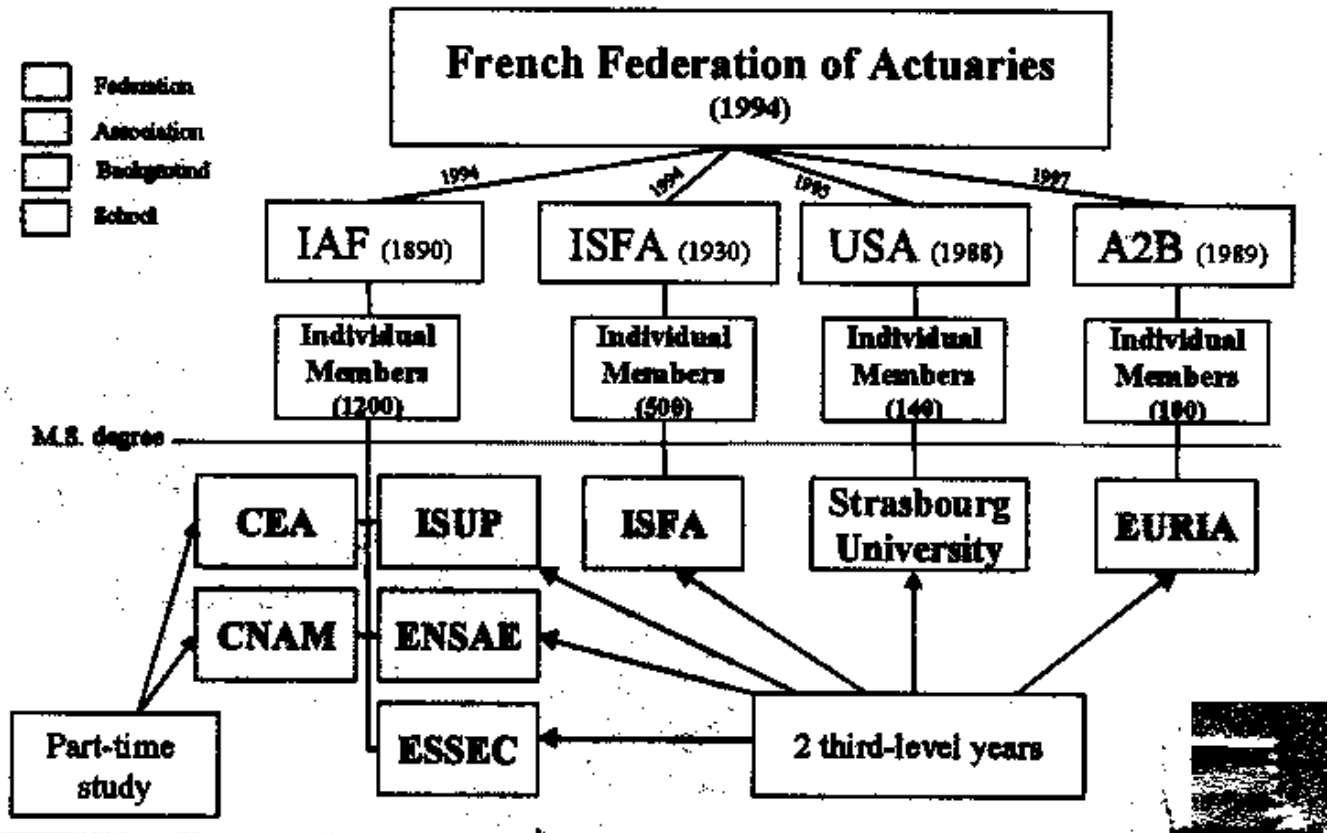 French Federation of Actuaries
(1994)
Federation
Association
Background
School
1994
1994
1995
1997
IAF (1890)
ISFA (1930)
USA (1988)
A2B (1989)
Individual
Members
(1200)
Individual
Members
(500)
Individual
Members
(140)
Individual
Members
(100)
M.S. degree
CEA
ISUP
ISFA
Strasbourg
University
EURIA
CNAM
ENSAE
Part-time
study
ESSEC
2 third-level years